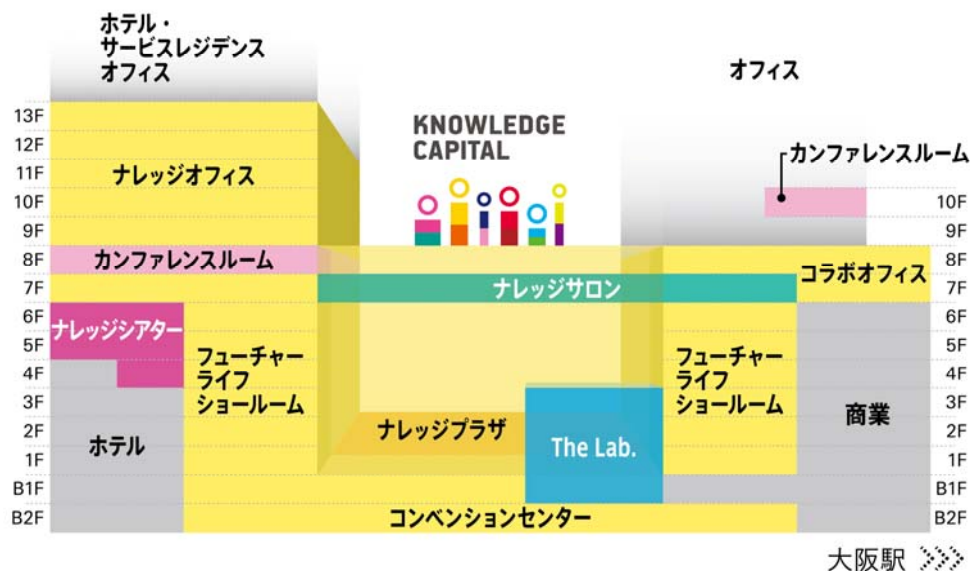 ホテル・
サービスレジデンス
オフィス
オフィス
13F
12F
11F
10F
9F
8F
7F
6F
5F
4F
3F
2F
1F
B1F
B2F
KNOWLEDGE
CAPITAL
ナレッジオフィス
カンファレンスルーム
カンファレンスルーム
ナレッジサロン
コラボオフィス
ナレッジシアター
フューチャー
ライフ
ショールーム
フューチャー
ライフ
ショールーム
ホテル
ナレッジプラザ
The Lab.
商業
コンベンションセンター
10F
9F
8F
7F
6F
5F
4F
3F
2F
1F
B1F
B2F
大阪駅